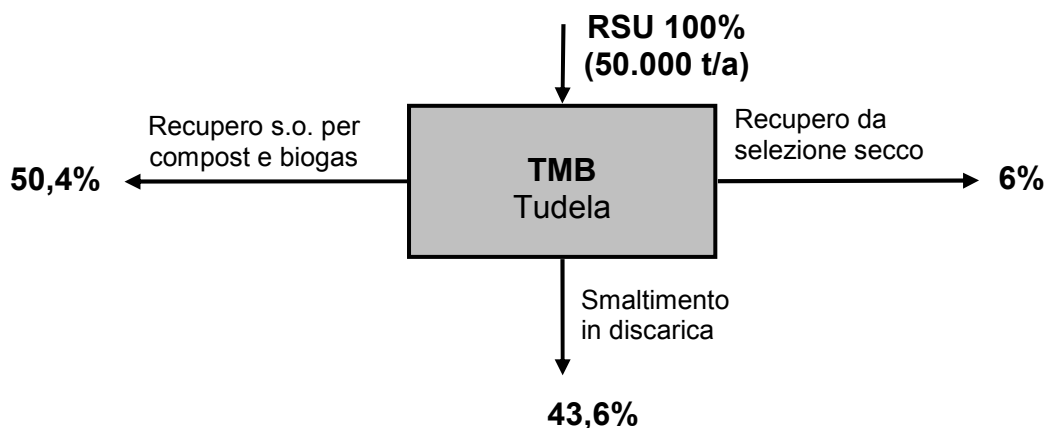 RSU 100%
(50.000 t/a)
Recupero s.o. per
compost e biogas
50,4%
TMB
Tudela
Recupero da
selezione secco
6%
Smaltimento
in discarica
43,6%